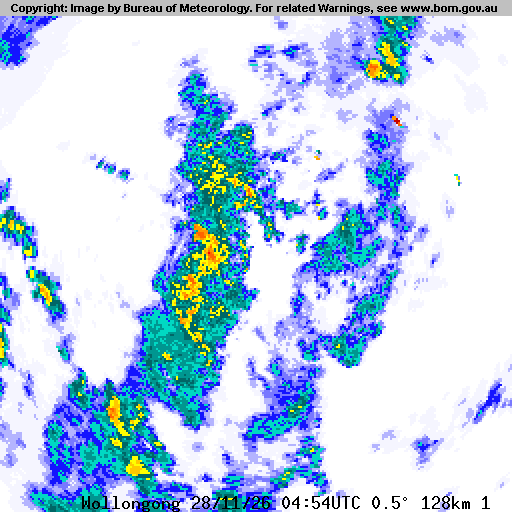 Copyright: Image by Bureau of Meteorology. For related Warnings, see www.bom.gov.au
Wollongong 28/11/26 04:54UTC 0.5° 128km 1